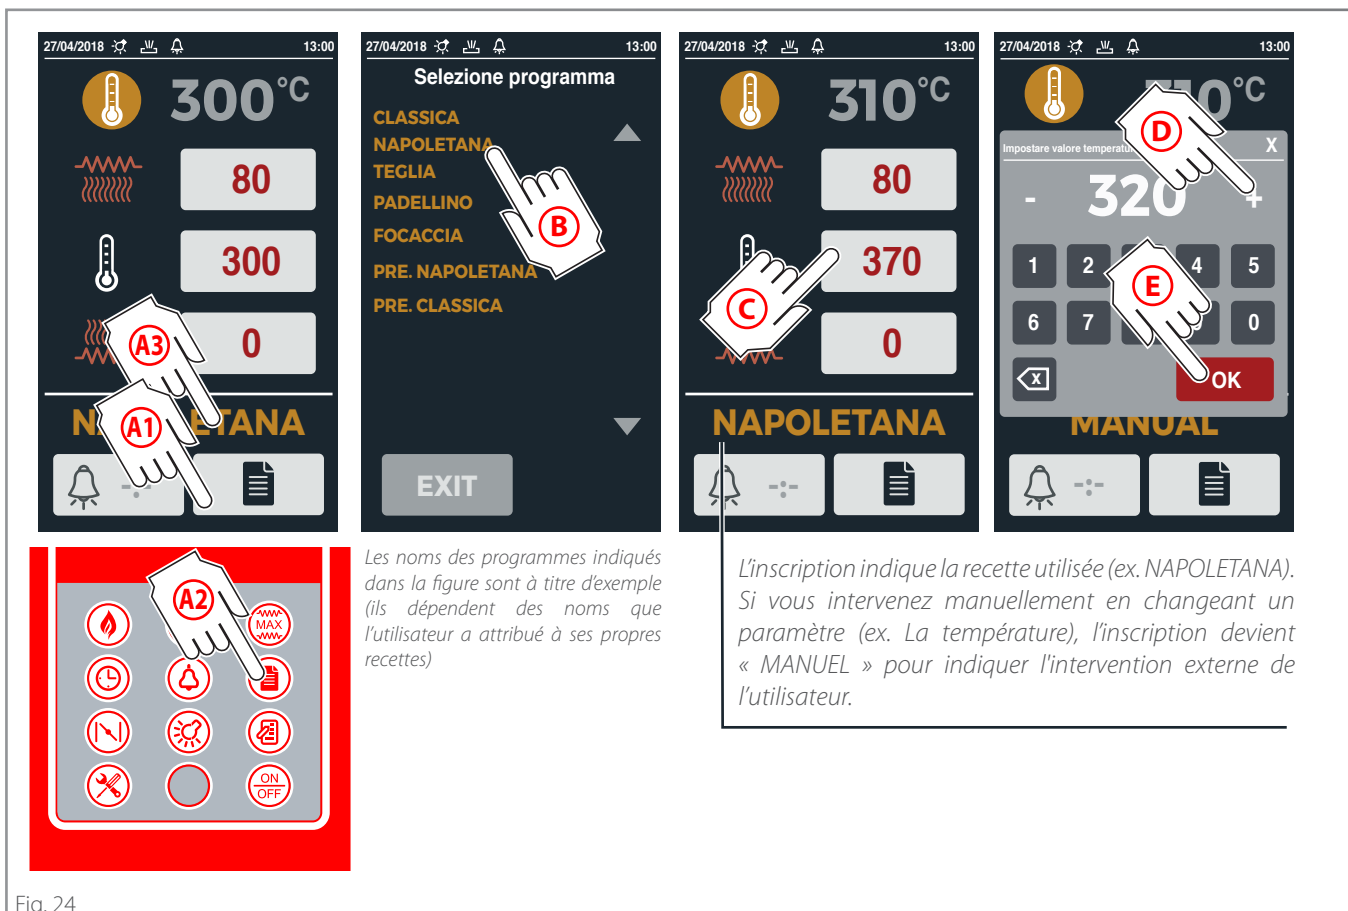 27/04/2018 13:00
300°C
80
300
0
A3
A1
27/04/2018 13:00
Selezione programma
CLASSICA
NAPOLETANA
TEGLIA
PADELLINO
FOCACCIA
PRE. NAPOLETANA
PRE. CLASSICA
B
EXIT
27/04/2018 13:00
310°C
80
370
C
0
NAPOLETANA
27/04/2018 13:00
°C
D
Impostare valore X
- 320 +
1 2 4 5
E
6 7 0
X OK
MANUAL
A2
MAX
ON
OFF
Les noms des programmes indiqués
dans la figure sont à titre d'exemple
(ils dépendent des noms que
l'utilisateur a attribué à ses propres
recettes)
L'inscription indique la recette utilisée (ex. NAPOLETANA).
Si vous intervenez manuellement en changeant un
paramètre (ex. La température), l'inscription devient
« MANUEL » pour indiquer l'intervention externe de
l'utilisateur.
Fig. 24